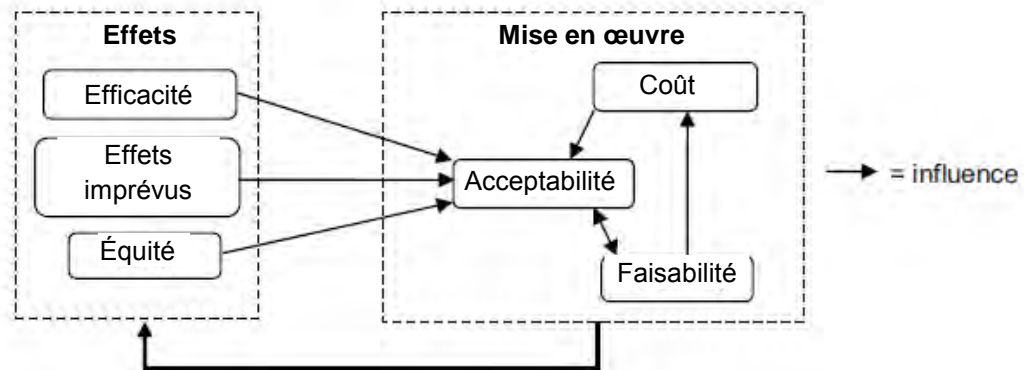 Effets
Efficacité
Effets
imprévus
Équité
Mise en œuvre
Coût
Acceptabilité
Faisabilité
= influence